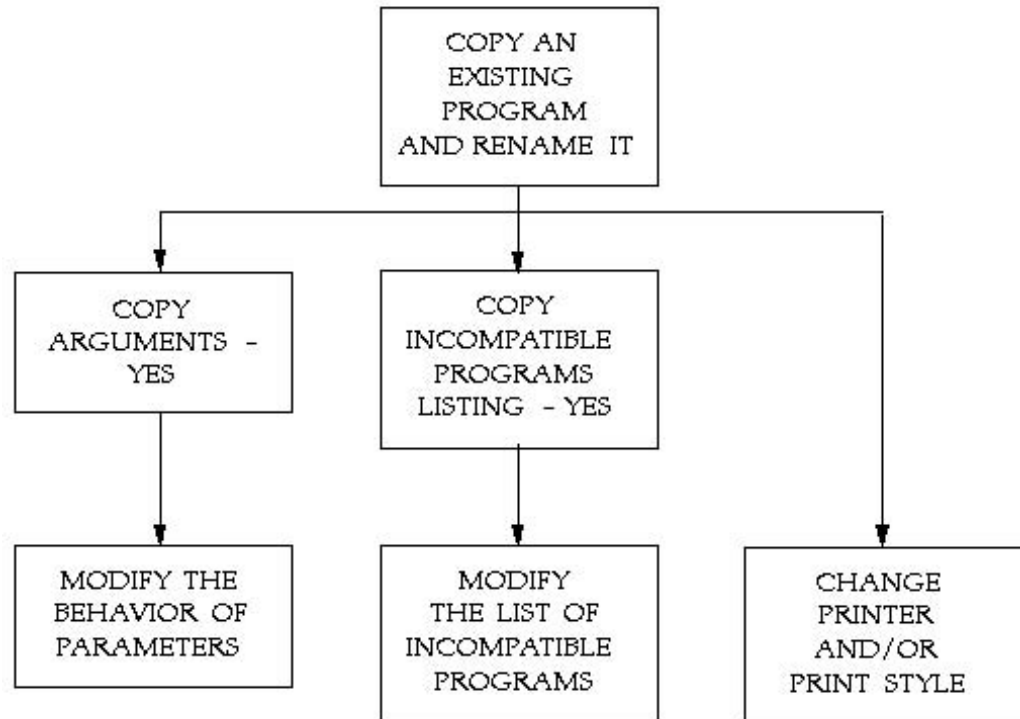 COPY AN
EXISTING
PROGRAM
AND RENAME IT
COPY
ARGUMENTS -
YES
COPY
INCOMPATIBLE
PROGRAMS
LISTING - YES
MODIFY THE
BEHAVIOR OF
PARAMETERS
MODIFY
THE LIST OF
INCOMPATIBLE
PROGRAMS
CHANGE
PRINTER
AND/OR
PRINT STYLE